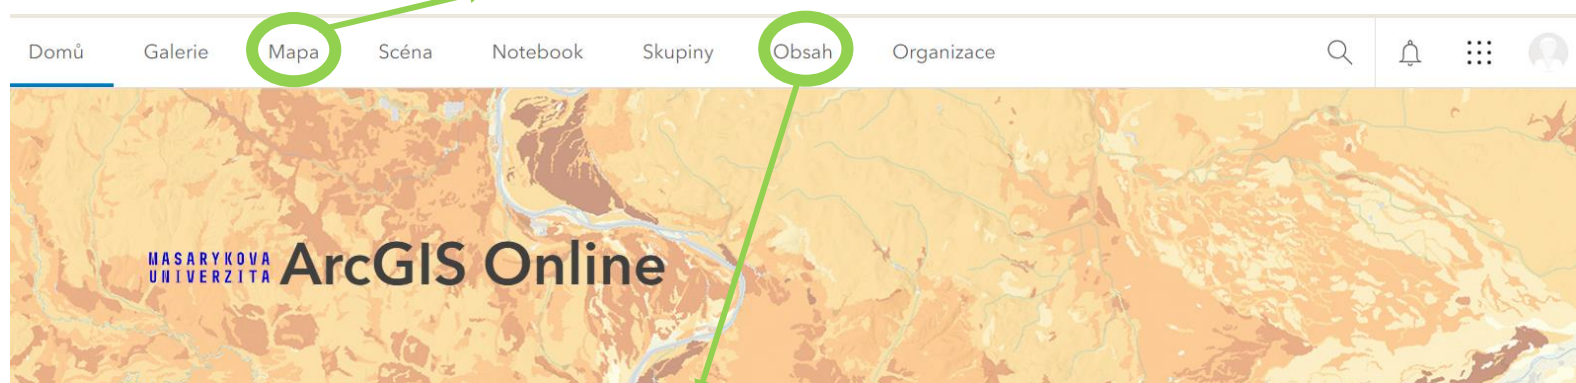 Domů Galerie Mapa Scéna Notebook Skupiny Obsah Organizace
MASARYKOVA
UNIVERZITA
ArcGIS Online